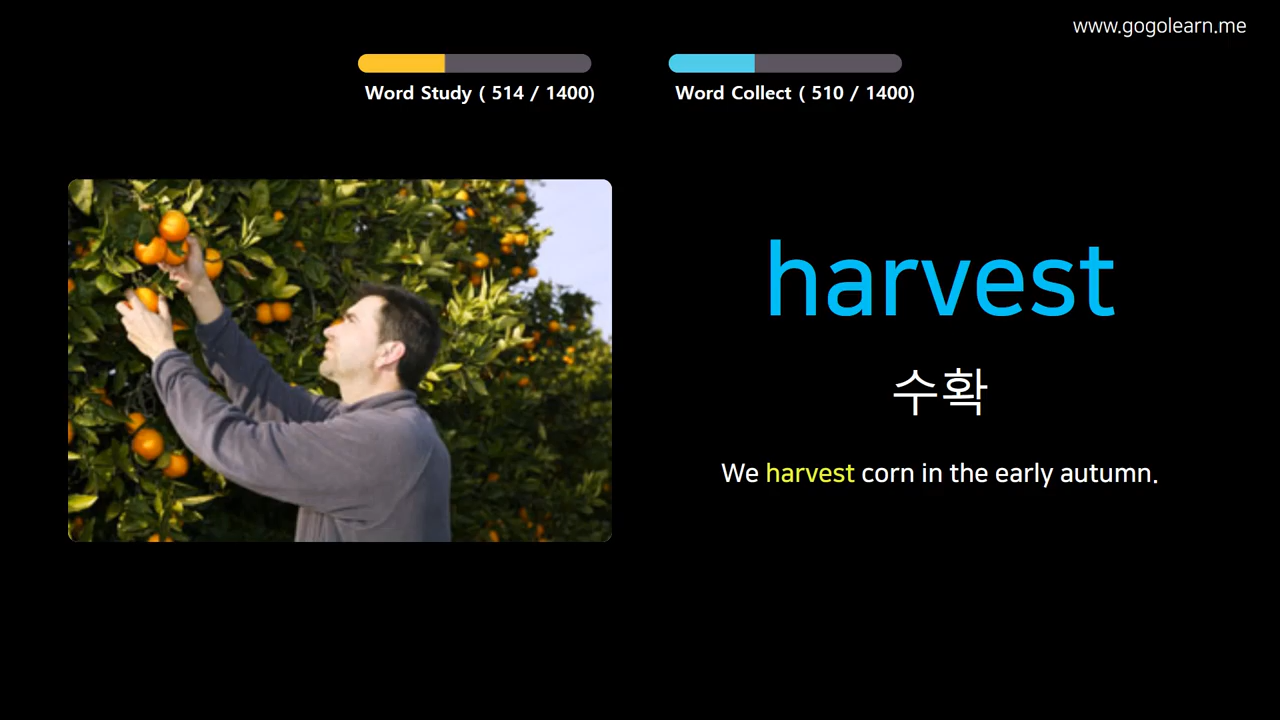 www.gogolearn.me
Word Study ( 514 / 1400)
Word Collect ( 510 / 1400)
harvest
수확
We harvest corn in the early autumn.